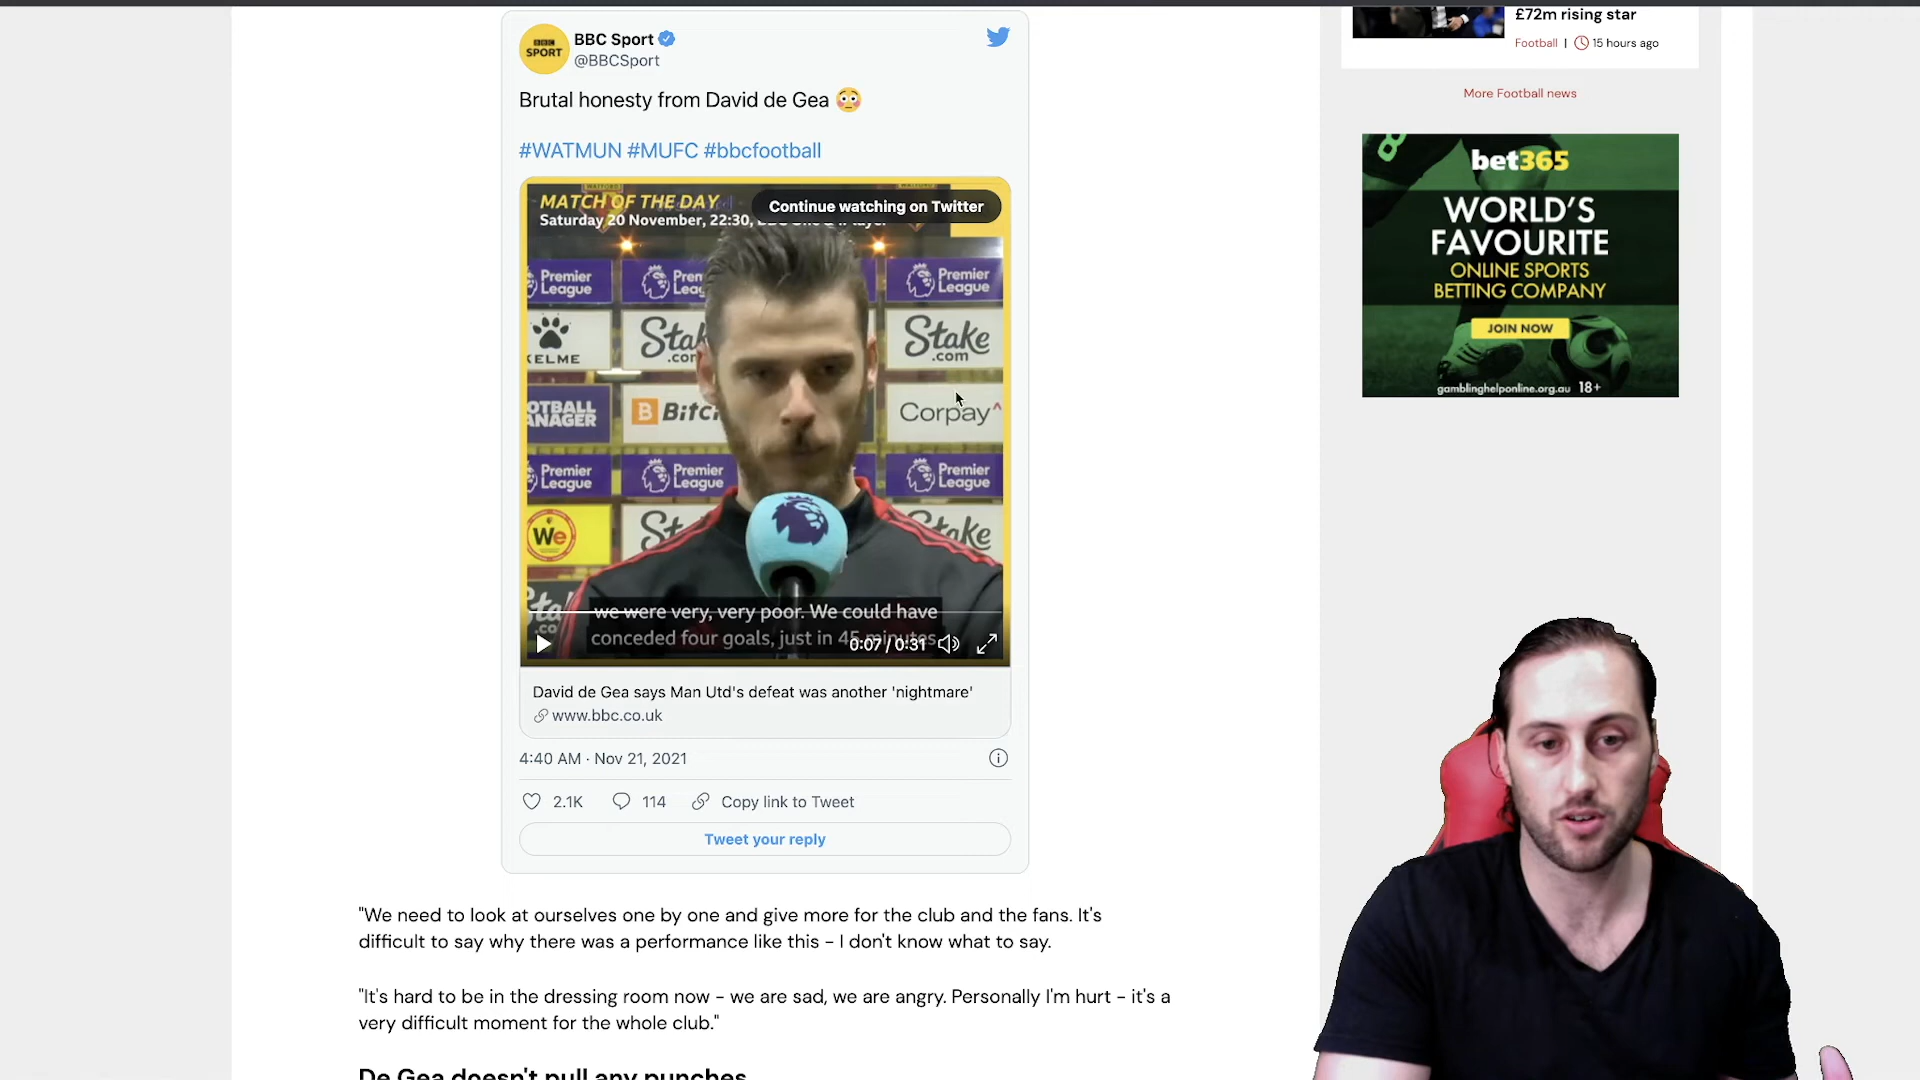 BBC
SPORT
BBC Sport
@BBCSport
Brutal honesty from David de Gea
#WATMUN #MUFC #bbcfootball
MATCH OF THE DAY
Saturday 20 November, 22:30,
Continue watching on Twitter
Premier
League
Premier
League
KELME
Stake
.com
Stake
.com
OTBALL
ANAGER
Bitc
Corpay^
Premier
League
Premier
League
Premier
League
We
we were very, very poor. We could have
conceded four goals, just in 45 minutes.
0:07 / 0:31
David de Gea says Man Utd's defeat was another 'nightmare'
www.bbc.co.uk
4:40 AM · Nov 21, 2021
2.1K 114 Copy link to Tweet
Tweet your reply
"We need to look at ourselves one by one and give more for the club and the fans. It's
difficult to say why there was a performance like this – I don't know what to say.
"It's hard to be in the dressing room now – we are sad, we are angry. Personally I'm hurt – it's a
very difficult moment for the whole club."
De Gea doesn't pull any punches
£72m rising star
Football | 15 hours ago
More Football news
8
bet365
WORLD'S
FAVOURITE
ONLINE SPORTS
BETTING COMPANY
JOIN NOW
gamblinghelponline.org.au 18+